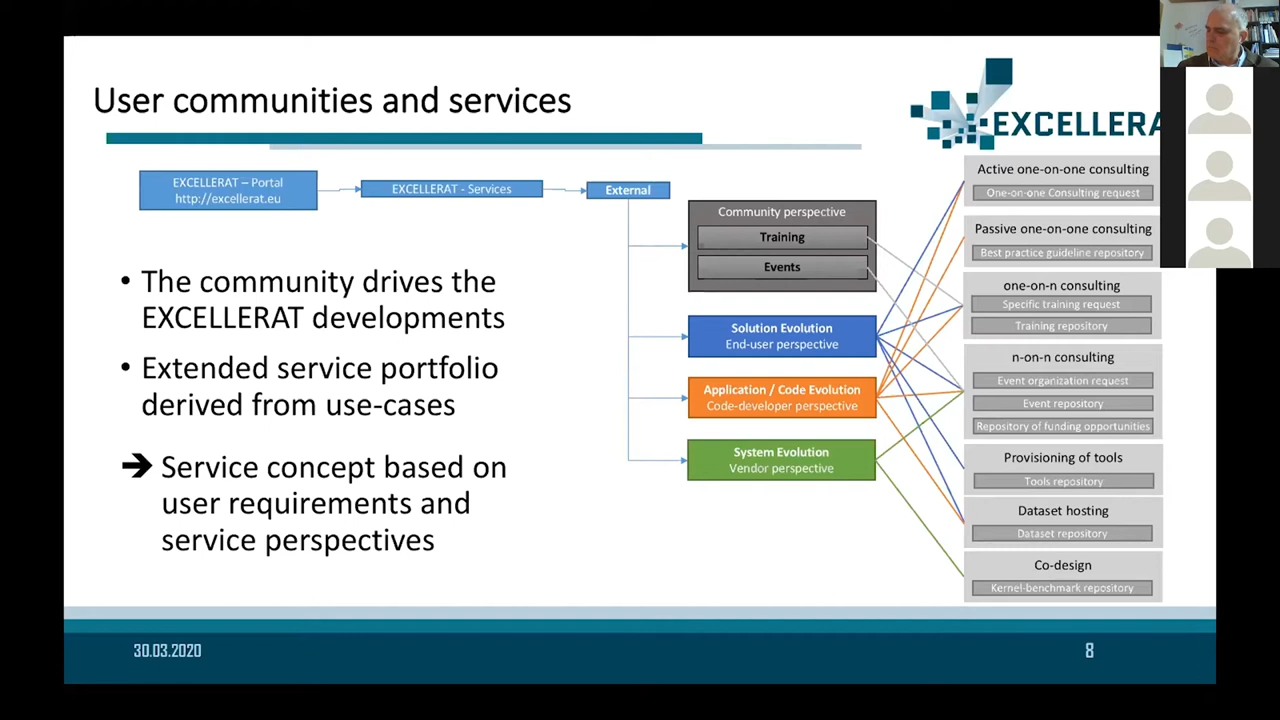 User communities and services
EXCELLERA
EXCELLERAT – Portal
http://excellerat.eu
EXCELLERAT - Services
External
• The community drives the
EXCELLERAT developments
• Extended service portfolio
derived from use-cases
➔ Service concept based on
user requirements and
service perspectives
Community perspective
Training
Events
Solution Evolution
End-user perspective
Application / Code Evolution
Code-developer perspective
System Evolution
Vendor perspective
Active one-on-one consulting
One-on-one Consulting request
Passive one-on-one consulting
Best practice guideline repository
one-on-n consulting
Specific training request
Training repository
n-on-n consulting
Event organization request
Event repository
Repository of funding opportunities
Provisioning of tools
Tools repository
Dataset hosting
Dataset repository
Co-design
Kernel-benchmark repository
30.03.2020
8